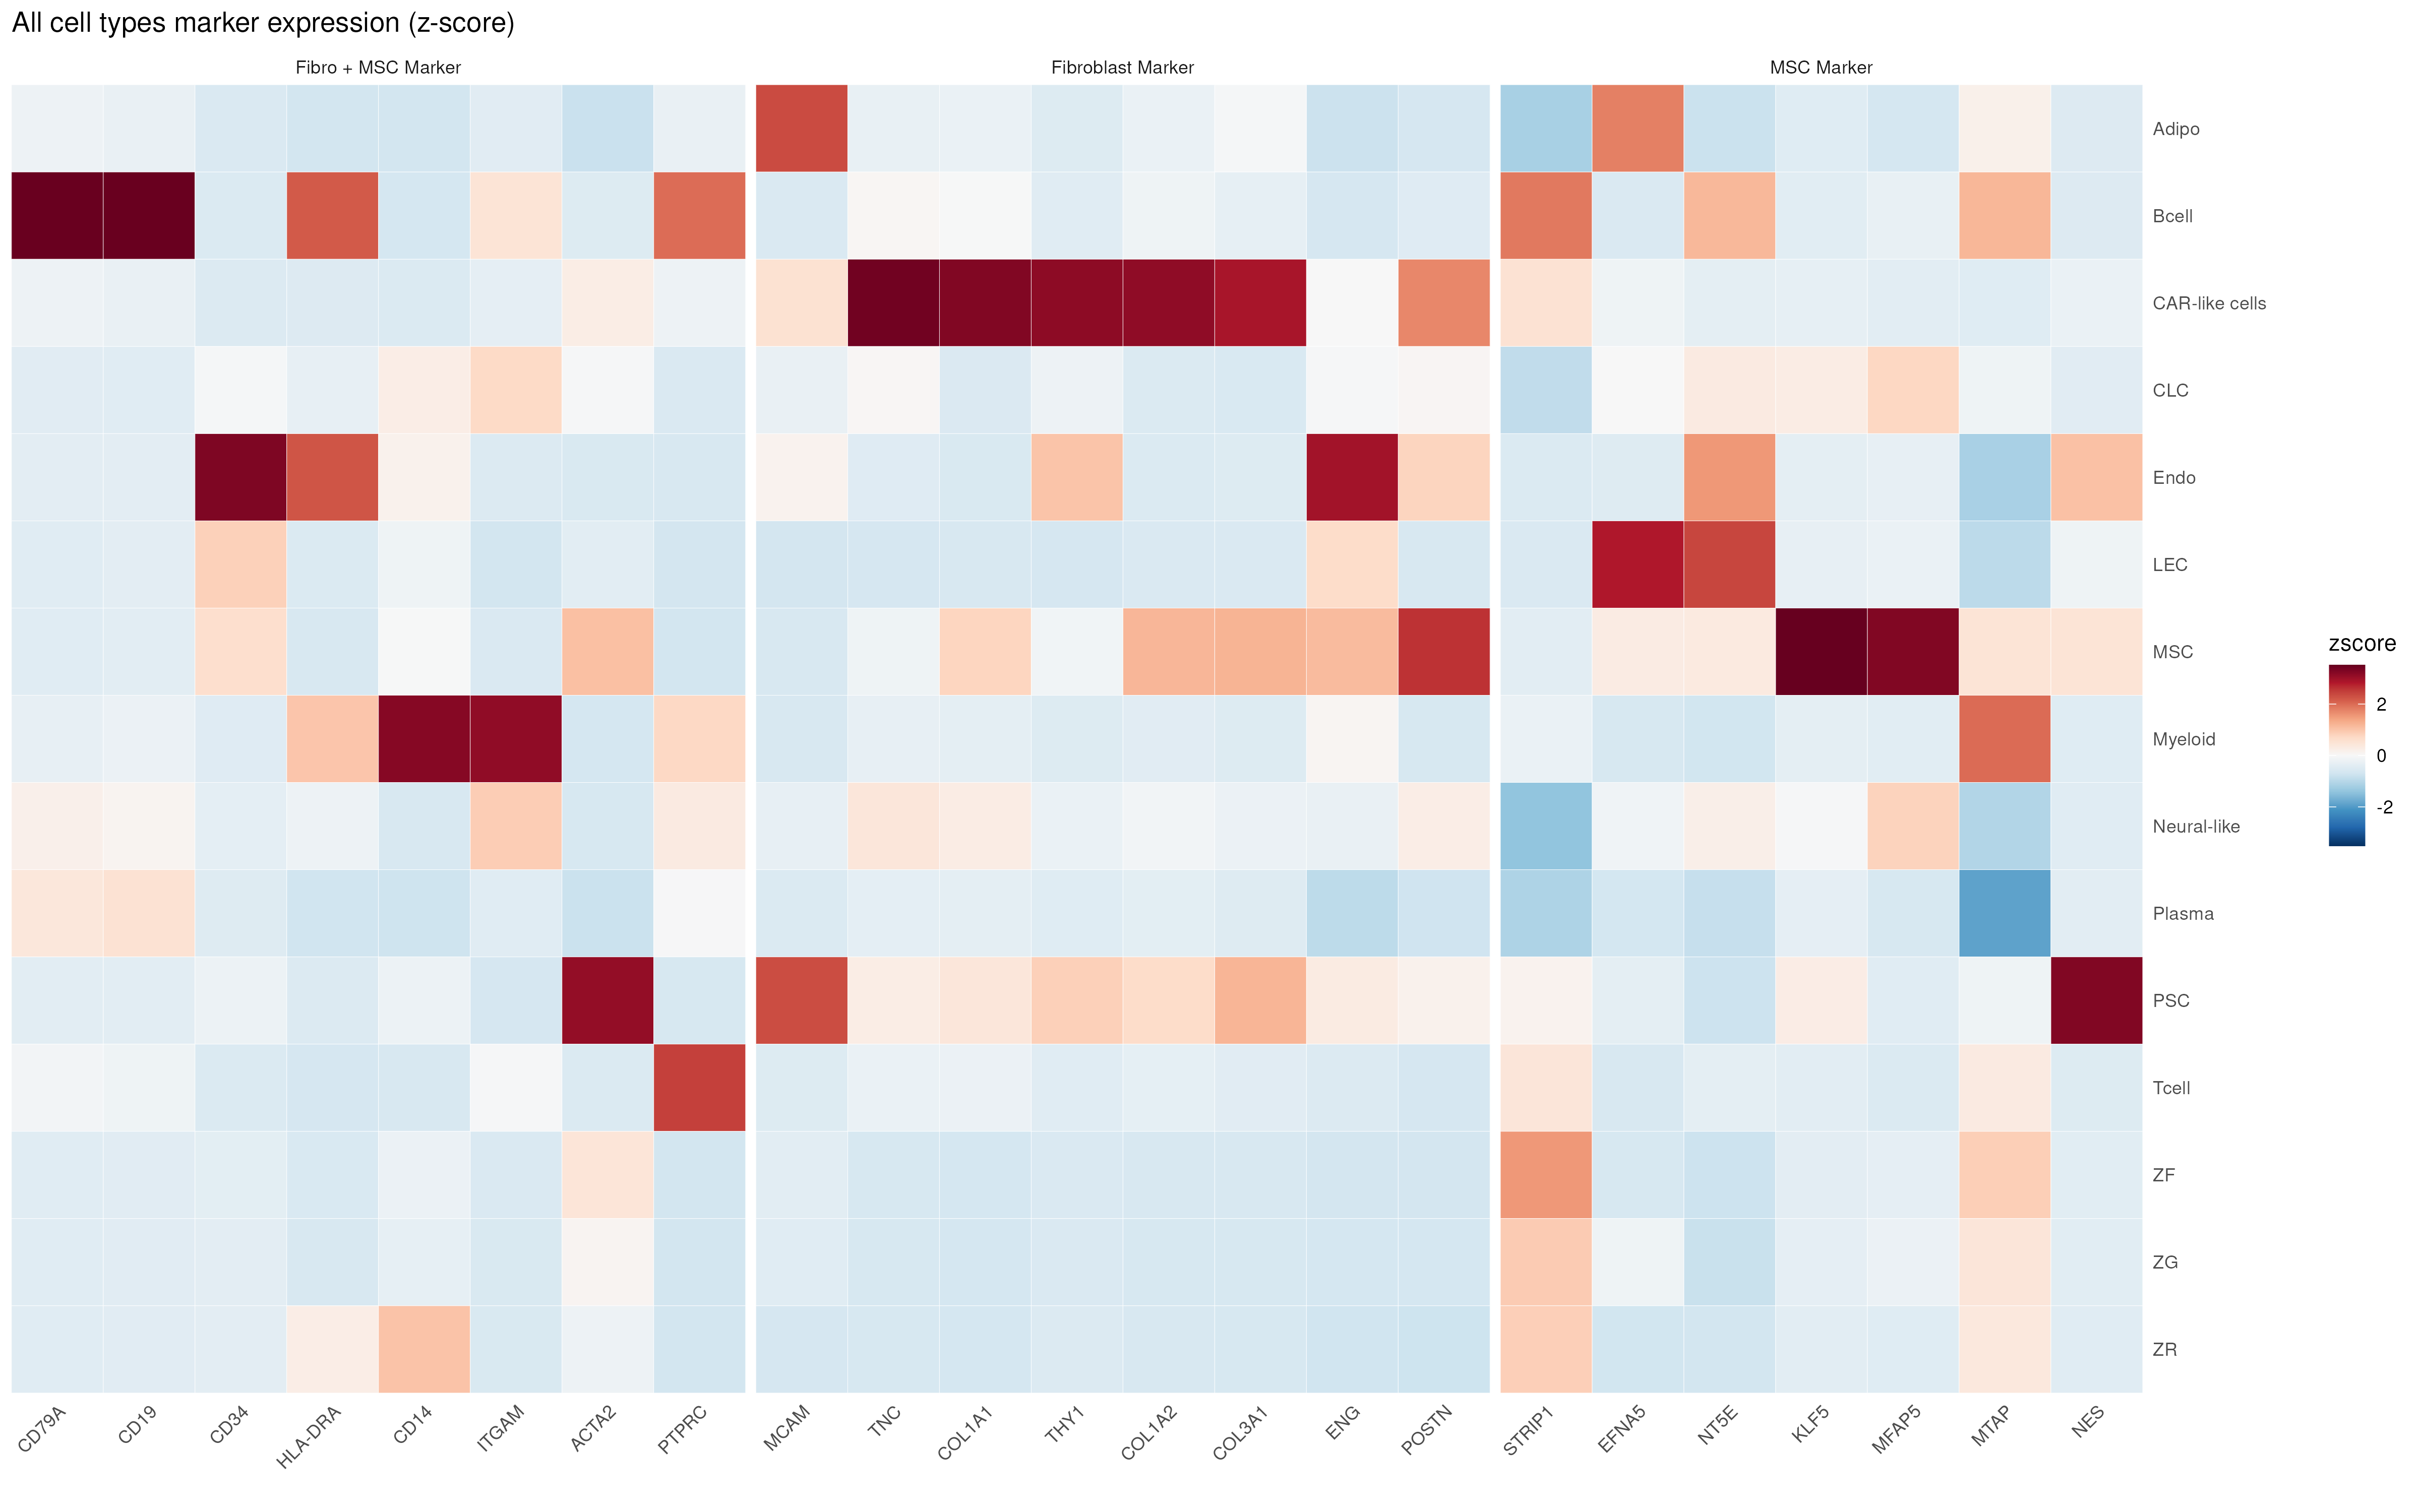 All cell types marker expression (z-score)
Fibro + MSC Marker
Fibroblast Marker
MSC Marker
Adipo
Bcell
CAR-like cells
CLC
Endo
LEC
MSC
Myeloid
Neural-like
Plasma
PSC
Tcell
ZF
ZG
ZR
zscore
2
0
-2
CD79A
CD19
CD34
HLA-DRA
CD14
ITGAM
ACTA2
PTPRC
MCAM
TNC
COL1A1
THY1
COL1A2
COL3A1
ENG
POSTN
STRIP1
EFNA5
NT5E
KLF5
MFAP5
MTAP
NES